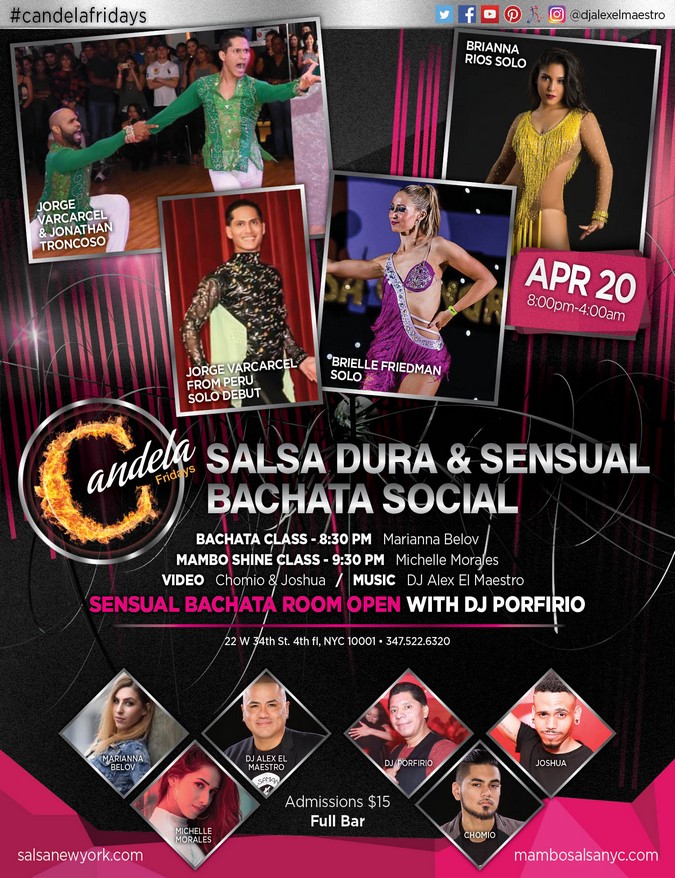 #candelafridays
@djalexelmaestro
JORGE
VARCARCEL
& JONATHAN
TRONCOSO
BRIANNA
RIOS SOLO
JORGE VARCARCEL
FROM PERU
SOLO DEBUT
BRIELLE FRIEDMAN
SOLO
APR 20
8:00pm-4:00am
Candela
Fridays
SALSA DURA & SENSUAL
BACHATA SOCIAL
BACHATA CLASS - 8:30 PM Marianna Belov
MAMBO SHINE CLASS - 9:30 PM Michelle Morales
VIDEO Chomio & Joshua / MUSIC DJ Alex El Maestro
SENSUAL BACHATA ROOM OPEN WITH DJ PORFIRIO
22 W 34th St. 4th fl, NYC 10001 • 347.522.6320
MARIANNA
BELOV
MICHELLE
MORALES
DJ ALEX EL
MAESTRO
DJ PORFIRIO
CHOMIO
JOSHUA
Admissions $15
Full Bar
salsanewyork.com
mambosalsanyc.com